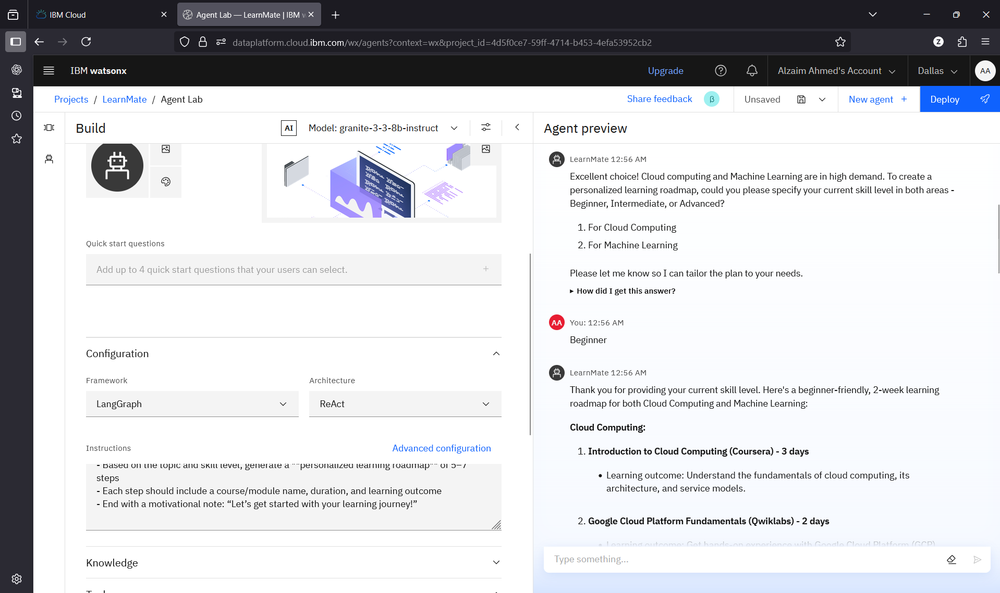 IBM Cloud
Agent Lab — LearnMate | IBM w
dataplatform.cloud.ibm.com/wx/agents?context=wx&project_id=4d5f0ce7-59ff-4714-b453-4efa53952cb2
Z
IBM watsonx
Upgrade
Alzaim Ahmed's Account
Dallas
AA
Projects / LearnMate / Agent Lab
Share feedback
β
Unsaved
New agent +
Deploy
Build
AI
Model: granite-3-3-8b-instruct
Quick start questions
Add up to 4 quick start questions that your users can select.
Configuration
Framework
Architecture
LangGraph
ReAct
Instructions
Advanced configuration
- Based on the topic and skill level, generate a **personalized learning roadmap** of 5–7
steps
- Each step should include a course/module name, duration, and learning outcome
- End with a motivational note: “Let’s get started with your learning journey!”
Knowledge
Agent preview
LearnMate 12:56 AM
Excellent choice! Cloud computing and Machine Learning are in high demand. To create a
personalized learning roadmap, could you please specify your current skill level in both areas -
Beginner, Intermediate, or Advanced?
1. For Cloud Computing
2. For Machine Learning
Please let me know so I can tailor the plan to your needs.
How did I get this answer?
AA
You: 12:56 AM
Beginner
LearnMate 12:56 AM
Thank you for providing your current skill level. Here's a beginner-friendly, 2-week learning
roadmap for both Cloud Computing and Machine Learning:
Cloud Computing:
1. Introduction to Cloud Computing (Coursera) - 3 days
• Learning outcome: Understand the fundamentals of cloud computing, its
architecture, and service models.
2. Google Cloud Platform Fundamentals (Qwiklabs) - 2 days
• Learning outcome: Get hands-on experience with Google Cloud Platform (GCP)
Type something...